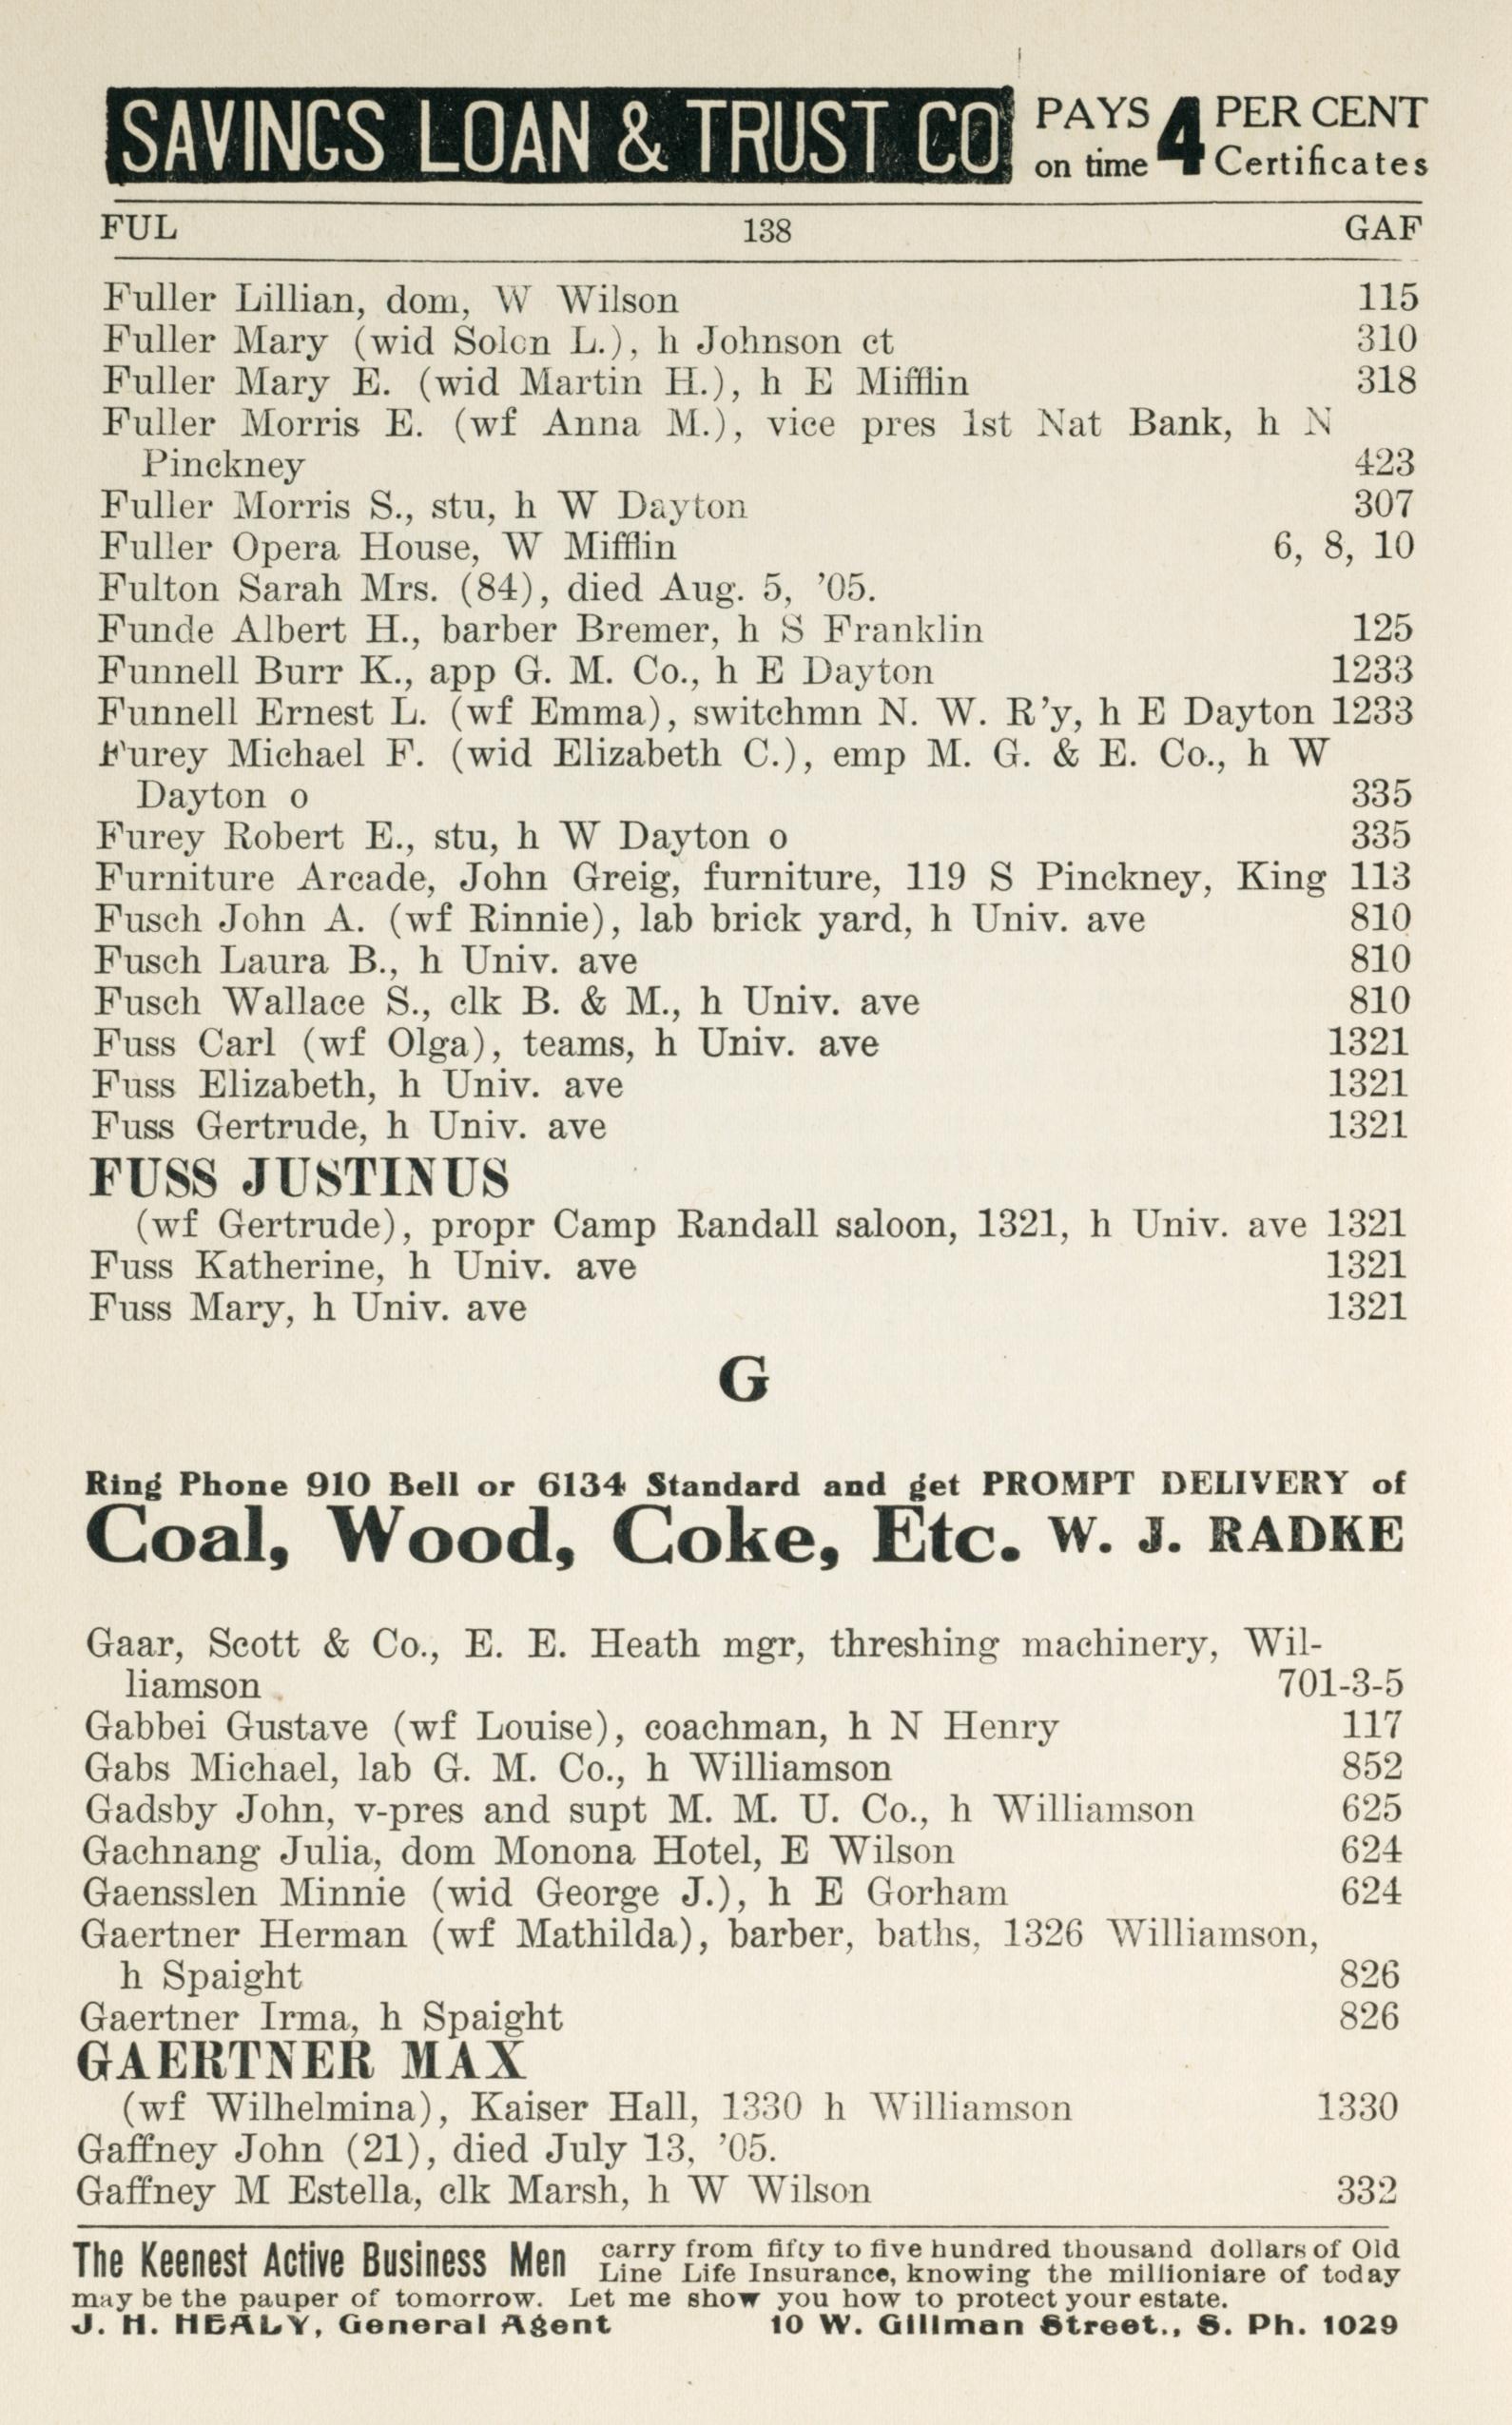 SAVINGS LOAN & TRUST CO PAYS on time 4 PER CENT Certificates
FUL 138 GAF
Fuller Lillian, dom, W Wilson 115
Fuller Mary (wid Solon L.), h Johnson ct 310
Fuller Mary E. (wid Martin H.), h E Mifflin 318
Fuller Morris E. (wf Anna M.), vice pres 1st Nat Bank, h N
Pinckney 423
Fuller Morris S., stu, h W Dayton 307
Fuller Opera House, W Mifflin 6, 8, 10
Fulton Sarah Mrs. (84), died Aug. 5, '05.
Funde Albert H., barber Bremer, h S Franklin 125
Funnell Burr K., app G. M. Co., h E Dayton 1233
Funnell Ernest L. (wf Emma), switchmn N. W. R'y, h E Dayton 1233
Furey Michael F. (wid Elizabeth C.), emp M. G. & E. Co., h W
Dayton o 335
Furey Robert E., stu, h W Dayton o 335
Furniture Arcade, John Greig, furniture, 119 S Pinckney, King 113
Fusch John A. (wf Rinnie), lab brick yard, h Univ. ave 810
Fusch Laura B., h Univ. ave 810
Fusch Wallace S., clk B. & M., h Univ. ave 810
Fuss Carl (wf Olga), teams, h Univ. ave 1321
Fuss Elizabeth, h Univ. ave 1321
Fuss Gertrude, h Univ. ave 1321
FUSS JUSTINUS
(wf Gertrude), propr Camp Randall saloon, 1321, h Univ. ave 1321
Fuss Katherine, h Univ. ave 1321
Fuss Mary, h Univ. ave 1321
G
Ring Phone 910 Bell or 6134 Standard and get PROMPT DELIVERY of
Coal, Wood, Coke, Etc. W. J. RADKE
Gaar, Scott & Co., E. E. Heath mgr, threshing machinery, Wil-
liamson 701-3-5
Gabbei Gustave (wf Louise), coachman, h N Henry 117
Gabs Michael, lab G. M. Co., h Williamson 852
Gadsby John, v-pres and supt M. M. U. Co., h Williamson 625
Gachnang Julia, dom Monona Hotel, E Wilson 624
Gaensslen Minnie (wid George J.), h E Gorham 624
Gaertner Herman (wf Mathilda), barber, baths, 1326 Williamson,
h Spaight 826
Gaertner Irma, h Spaight 826
GAERTNER MAX
(wf Wilhelmina), Kaiser Hall, 1330 h Williamson 1330
Gaffney John (21), died July 13, '05.
Gaffney M Estella, clk Marsh, h W Wilson 332
The Keenest Active Business Men carry from fifty to five hundred thousand dollars of Old
Line Life Insurance, knowing the millioniare of today
may be the pauper of tomorrow. Let me show you how to protect your estate.
J. H. HEALY, General Agent 10 W. Gillman Street., S. Ph. 1029